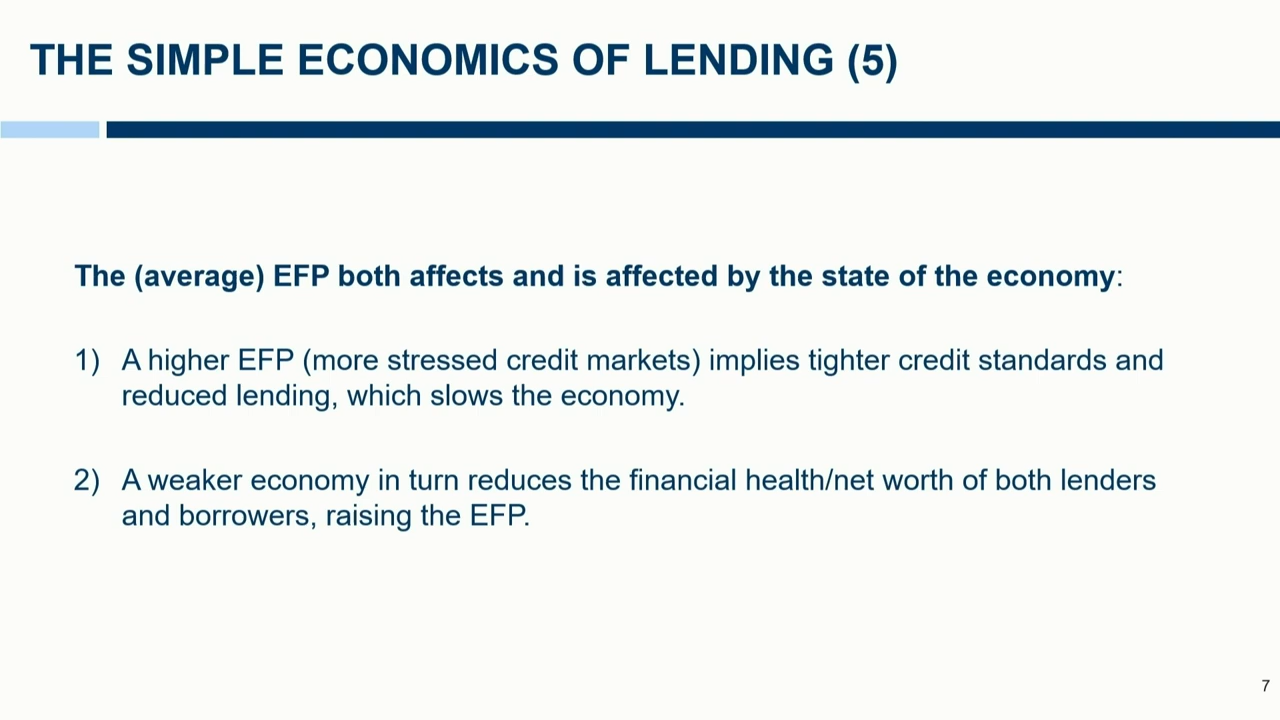 THE SIMPLE ECONOMICS OF LENDING (5)
The (average) EFP both affects and is affected by the state of the economy:
1) A higher EFP (more stressed credit markets) implies tighter credit standards and
reduced lending, which slows the economy.
2) A weaker economy in turn reduces the financial health/net worth of both lenders
and borrowers, raising the EFP.
7